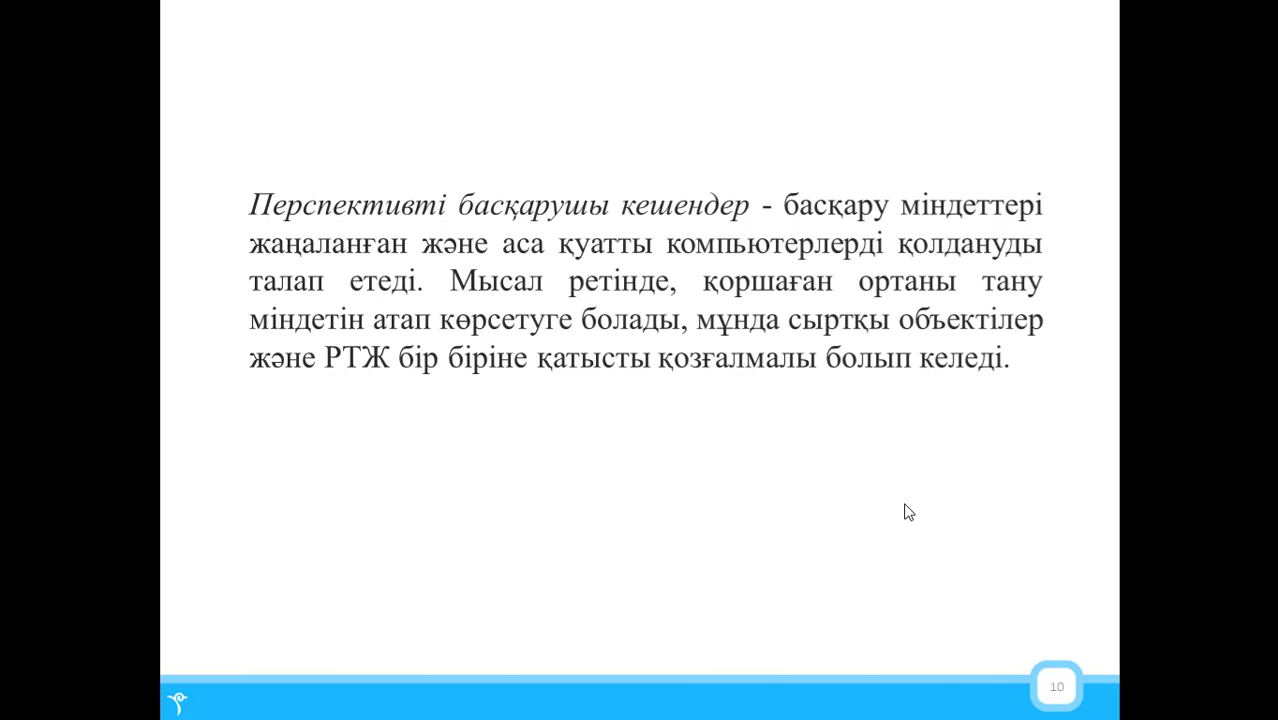 Перспективті басқарушы кешендер - басқару міндеттері
жаңаланған және аса қуатты компьютерлерді қолдануды
талап етеді. Мысал ретінде, қоршаған ортаны тану
міндетін атап көрсетуге болады, мұнда сыртқы объектілер
және РТЖ бір біріне қатысты қозғалмалы болып келеді.
10